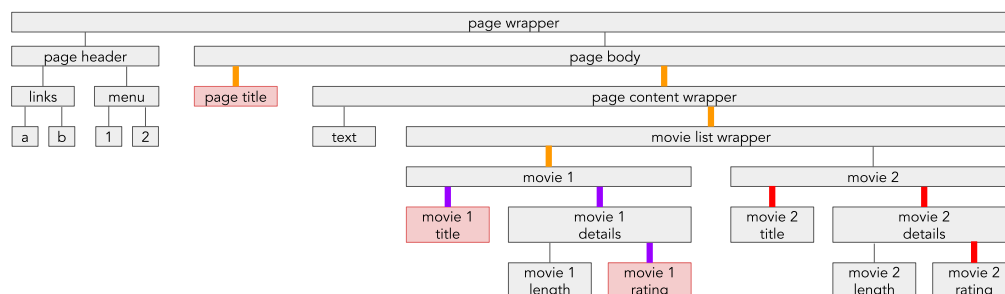 page wrapper
page header
page body
links
menu
page title
page content wrapper
a
b
1
2
text
movie list wrapper
movie 1
movie 2
movie 1
title
movie 1
details
movie 2
title
movie 2
details
movie 1
length
movie 1
rating
movie 2
length
movie 2
rating